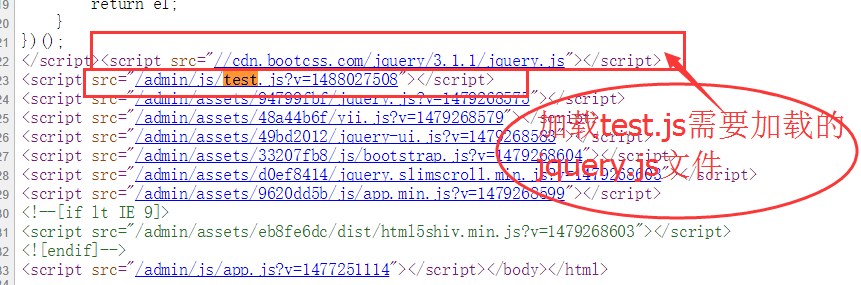 19 return el;
20 }
21 })();
22 </script><script src="//cdn.bootcss.com/jquery/3.1.1/jquery.js"></script>
23 <script src="/admin/js/test.js?v=1488027508"></script>
24 <script src="/admin/assets/94799fbf/jquery.js?v=1479268575"></script>
25 <script src="/admin/assets/48a44b6f/yii.js?v=1479268579"></script>
26 <script src="/admin/assets/49bd2012/jquery-ui.js?v=1479268583"></script>
27 <script src="/admin/assets/33207fb8/js/bootstrap.js?v=1479268604"></script>
28 <script src="/admin/assets/d0ef8414/jquery.slimscroll.min.js?v=1479268603"></script>
29 <script src="/admin/assets/9620dd5b/js/app.min.js?v=1479268599"></script>
30 <!--[if lt IE 9]>
31 <script src="/admin/assets/eb8fe6dc/dist/html5shiv.min.js?v=1479268603"></script>
32 <![endif]-->
33 <script src="/admin/js/app.js?v=1477251114"></script></body></html>
加载test.js需要加载的
jquery.js文件